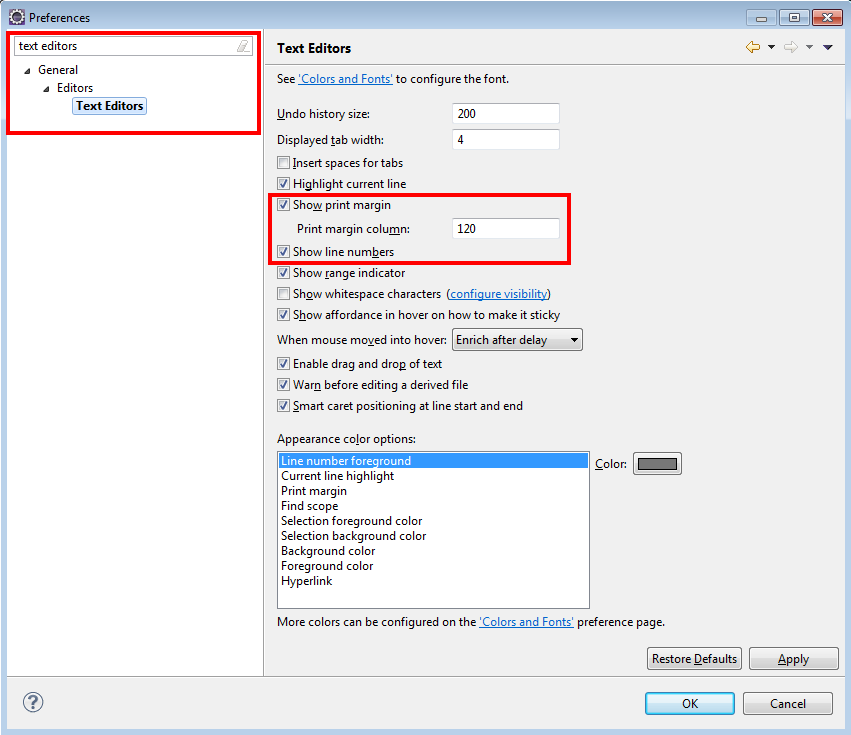 Preferences
text editors
General
Editors
Text Editors
Text Editors
See 'Colors and Fonts' to configure the font.
Undo history size: 200
Displayed tab width: 4
Insert spaces for tabs
Highlight current line
Show print margin
Print margin column: 120
Show line numbers
Show range indicator
Show whitespace characters (configure visibility)
Show affordance in hover on how to make it sticky
When mouse moved into hover: Enrich after delay
Enable drag and drop of text
Warn before editing a derived file
Smart caret positioning at line start and end
Appearance color options:
Line number foreground
Color:
Current line highlight
Print margin
Find scope
Selection foreground color
Selection background color
Background color
Foreground color
Hyperlink
More colors can be configured on the 'Colors and Fonts' preference page.
Restore Defaults Apply
? OK Cancel